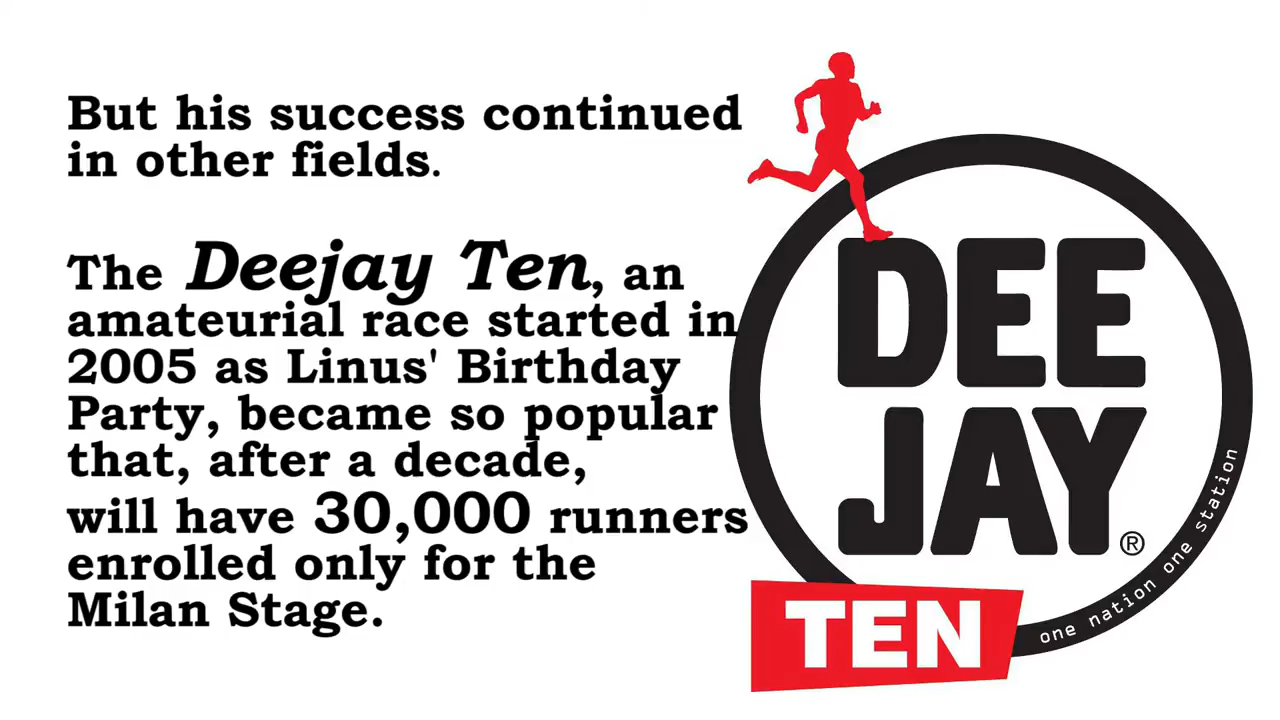 But his success continued
in other fields.
The Deejay Ten, an
amateurial race started in
2005 as Linus' Birthday
Party, became so popular
that, after a decade,
will have 30,000 runners
enrolled only for the
Milan Stage.
DEE
JAY®
one nation one station
TEN